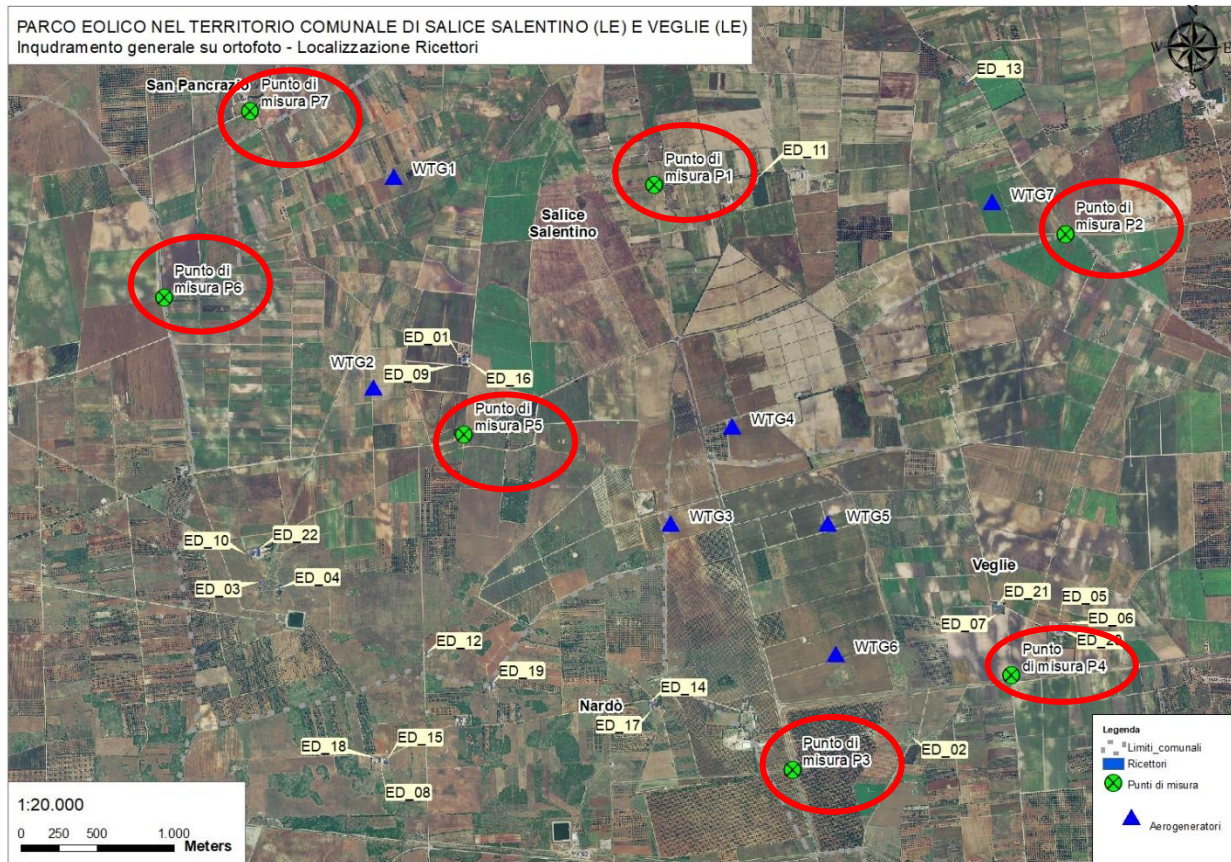 PARCO EOLICO NEL TERRITORIO COMUNALE DI SALICE SALENTINO (LE) E VEGLIE (LE)
Inqudramento generale su ortofoto - Localizzazione Ricettori
N
W
E
S
ED_13
San Pancrazio
Punto di
misura P7
WTG1
Punto di
misura P1
ED_11
WTG7
Punto di
misura P2
Salice
Salentino
Punto di
misura P6
ED_01
WTG2
ED_09
ED_16
Punto di
misura P5
WTG4
WTG3
WTG5
ED_10
ED_22
ED_03
ED_04
Veglie
ED_21
ED_05
ED_07
ED_06
ED_20
Punto
di misura P4
ED_12
WTG6
ED_19
ED_14
Nardò
ED_17
ED_18
ED_15
ED_08
Punto di
misura P3
ED_02
Legenda
Limiti_comunali
Ricettori
Punti di misura
Aerogeneratori
1:20.000
0 250 500 1.000
Meters